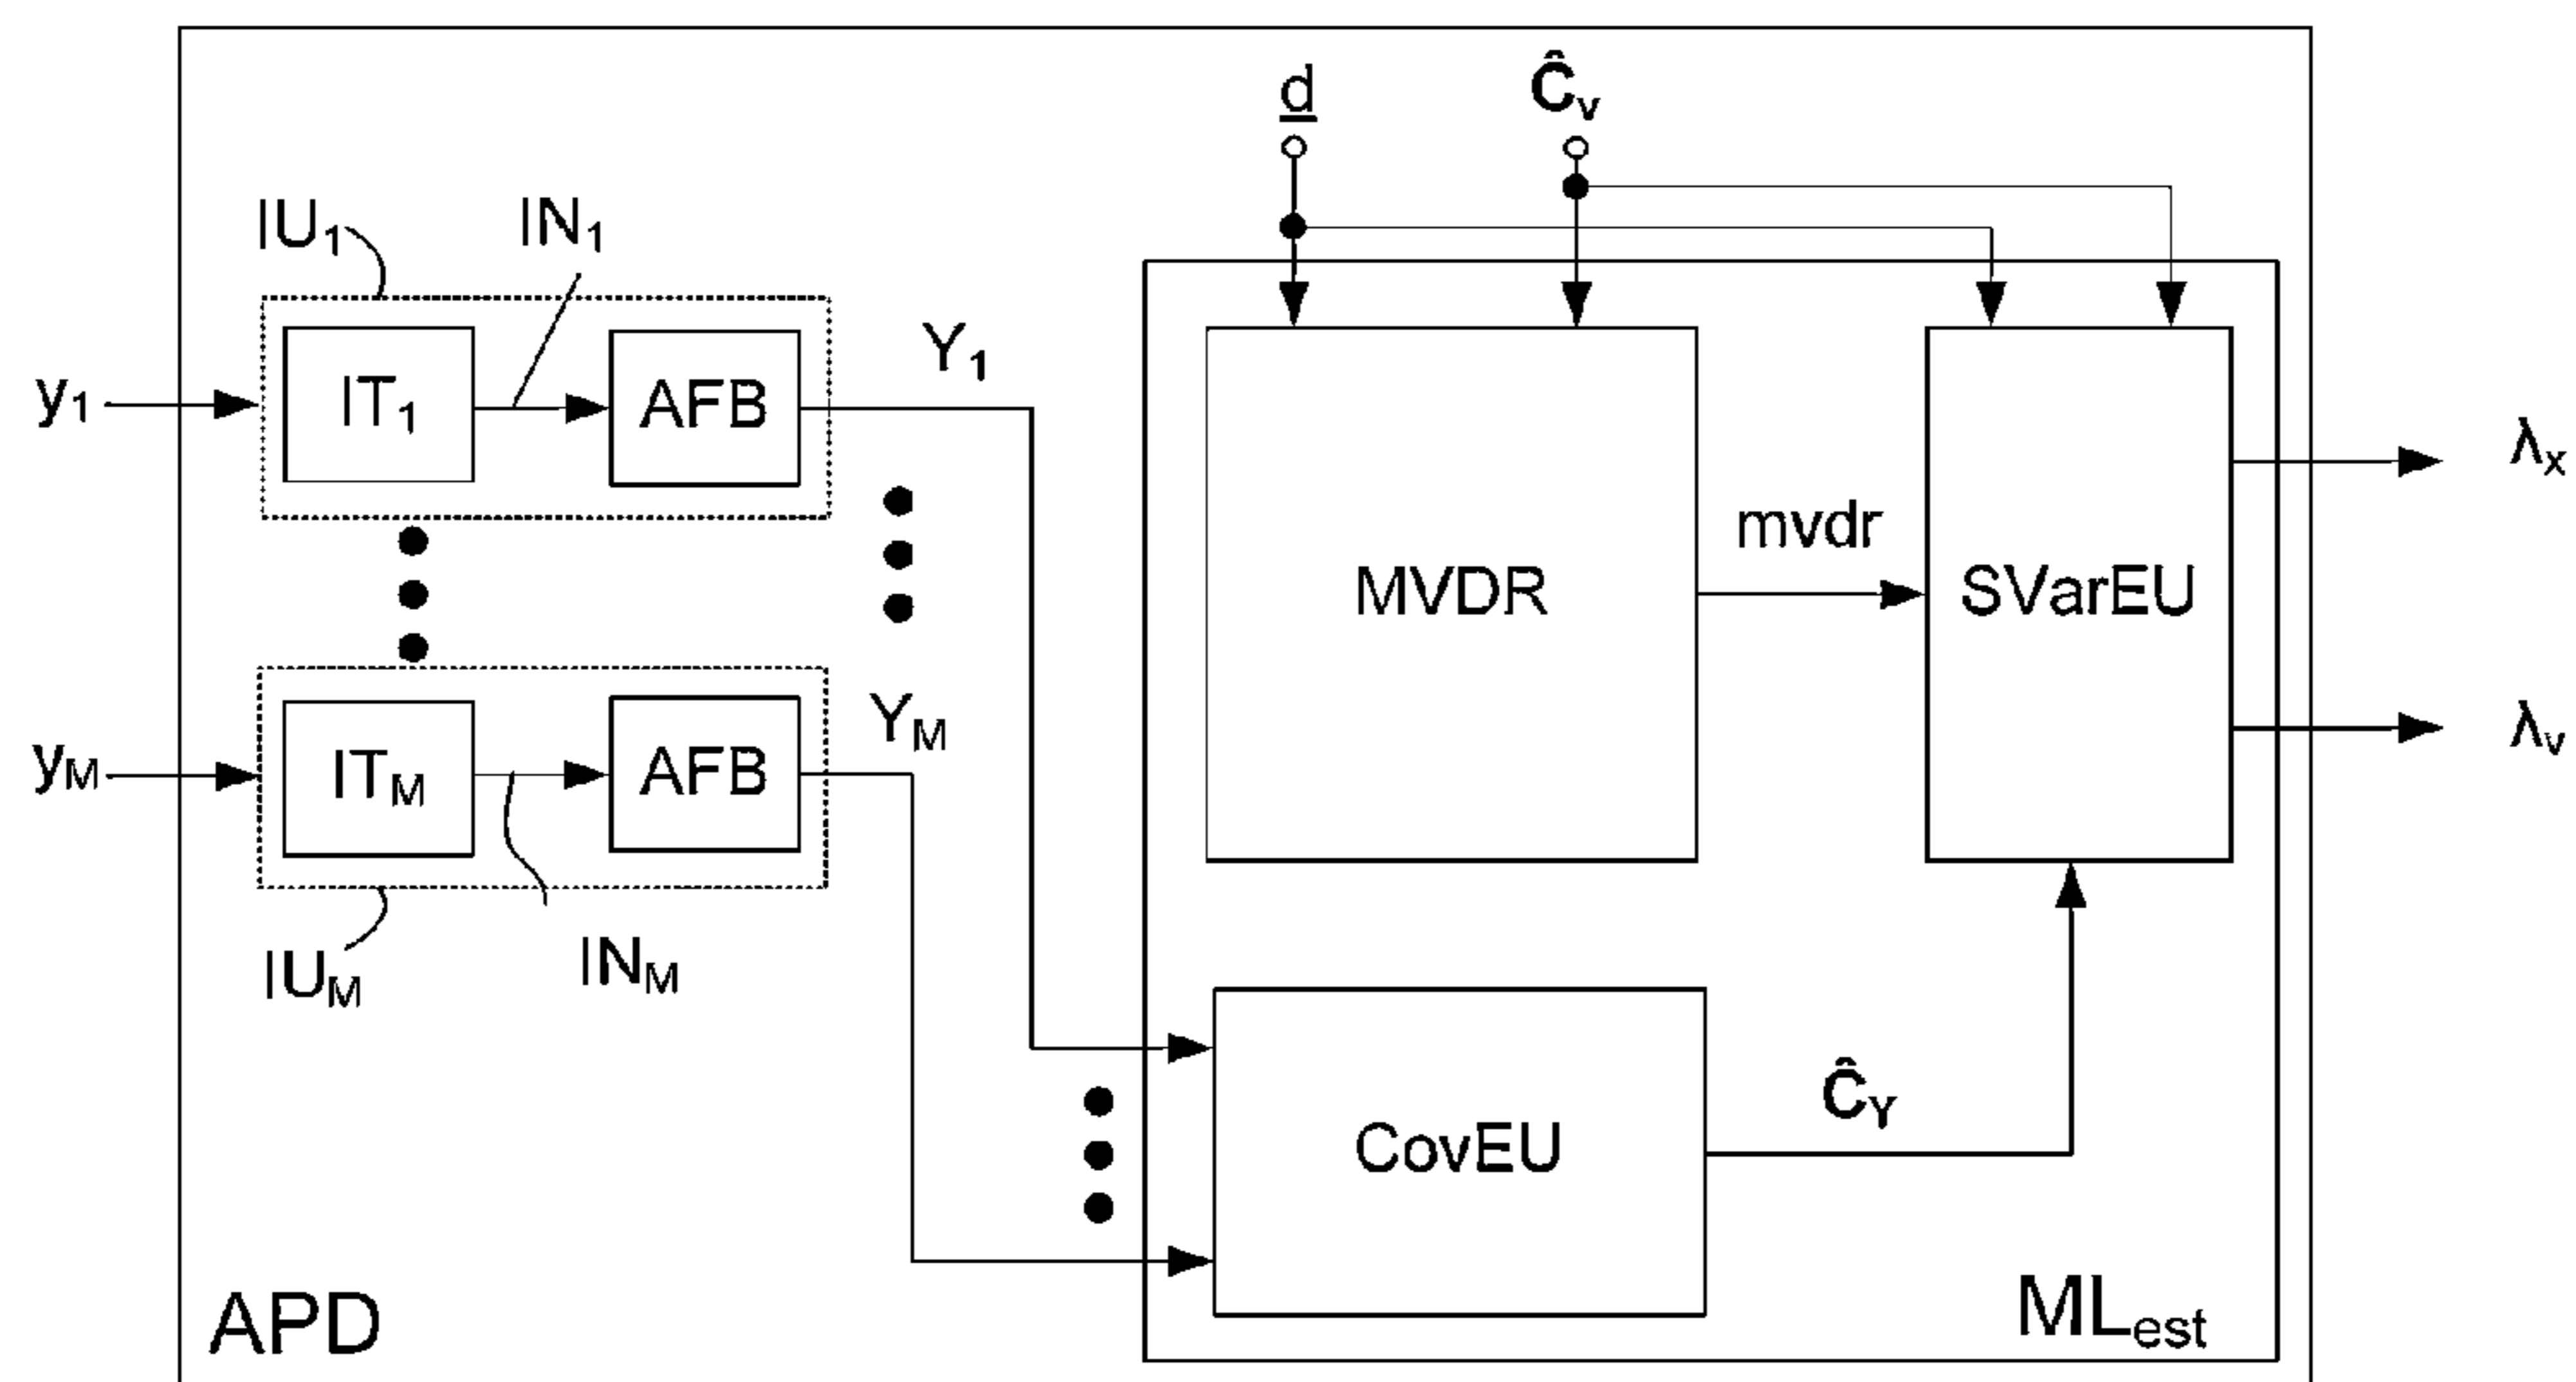 d
Ĉv
IU1
IN1
y1
IT1
AFB
Y1
λx
mvdr
MVDR
SVarEU
yM
ITM
AFB
YM
λv
IUM
INM
ĈY
CovEU
APD
MLest